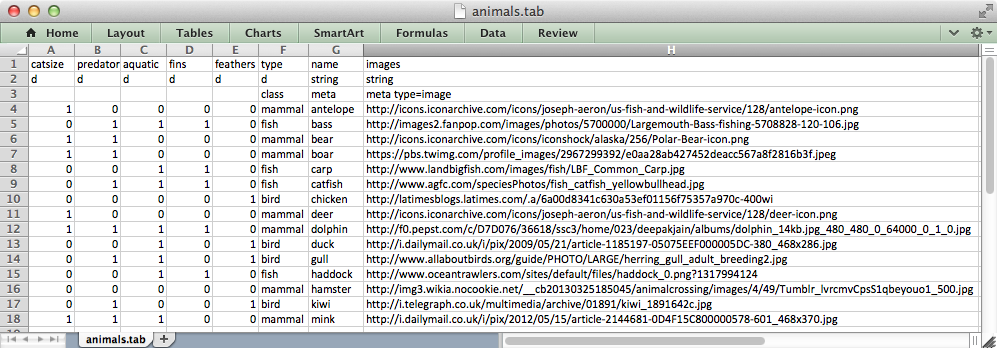 animals.tab
Home Layout Tables Charts SmartArt Formulas Data Review
A B C D E F G H
1 catsize predator aquatic fins feathers type name images
2 d d d d d d string string
3 class meta meta type=image
4 1 0 0 0 0 mammal antelope http://icons.iconarchive.com/icons/joseph-aeron/us-fish-and-wildlife-service/128/antelope-icon.png
5 0 1 1 1 0 fish bass http://images2.fanpop.com/images/photos/5700000/Largemouth-Bass-fishing-5708828-120-106.jpg
6 1 1 0 0 0 mammal bear http://icons.iconarchive.com/icons/iconshock/alaska/256/Polar-Bear-icon.png
7 1 1 0 0 0 mammal boar https://pbs.twimg.com/profile_images/2967299392/e0aa28ab427452deacc567a8f2816b3f.jpeg
8 0 0 1 1 0 fish carp http://www.landbigfish.com/images/fish/LBF_Common_Carp.jpg
9 0 1 1 1 0 fish catfish http://www.agfc.com/speciesPhotos/fish_catfish_yellowbullhead.jpg
10 0 0 0 0 1 bird chicken http://latimesblogs.latimes.com/.a/6a00d8341c630a53ef01156f75357a970c-400wi
11 1 0 0 0 0 mammal deer http://icons.iconarchive.com/icons/joseph-aeron/us-fish-and-wildlife-service/128/deer-icon.png
12 1 1 1 1 0 mammal dolphin http://f0.pepst.com/c/D7D076/36618/ssc3/home/023/deepakjain/albums/dolphin_14kb.jpg_480_480_0_64000_0_1_0.jpg
13 0 0 1 0 1 bird duck http://i.dailymail.co.uk/i/pix/2009/05/21/article-1185197-05075EEF000005DC-380_468x286.jpg
14 0 1 1 0 1 bird gull http://www.allaboutbirds.org/guide/PHOTO/LARGE/herring_gull_adult_breeding2.jpg
15 0 0 1 1 0 fish haddock http://www.oceantrawlers.com/sites/default/files/haddock_0.png?1317994124
16 0 0 0 0 0 mammal hamster http://img3.wikia.nocookie.net/__cb20130325185045/animalcrossing/images/4/49/Tumblr_lvrcmvCpsS1qbeyouo1_500.jpg
17 0 1 0 0 1 bird kiwi http://i.telegraph.co.uk/multimedia/archive/01891/kiwi_1891642c.jpg
18 1 1 1 0 0 mammal mink http://i.dailymail.co.uk/i/pix/2012/05/15/article-2144681-0D4F15C800000578-601_468x370.jpg
animals.tab